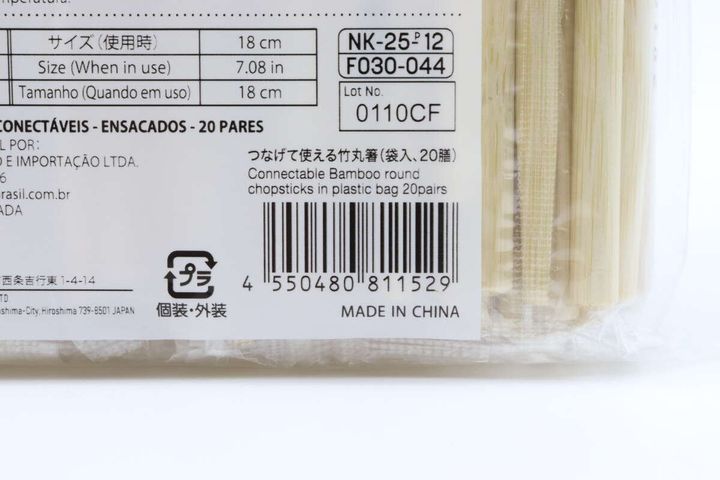 サイズ(使用時) 18 cm
Size (When in use) 7.08 in
Tamanho (Quando em uso) 18 cm
NK-25-P-12
F030-044
Lot No.
0110CF
CONECTÁVEIS - ENSACADOS - 20 PARES
L POR:
O E IMPORTAÇÃO LTDA.
6
rasil.com.br
ADA
つなげて使える竹丸箸(袋入、20膳)
Connectable Bamboo round
chopsticks in plastic bag 20pairs
4 550480 811529
MADE IN CHINA
プラ
個装・外装
西条吉行東 1-4-14
TD
shima-City, Hiroshima 739-8501 JAPAN